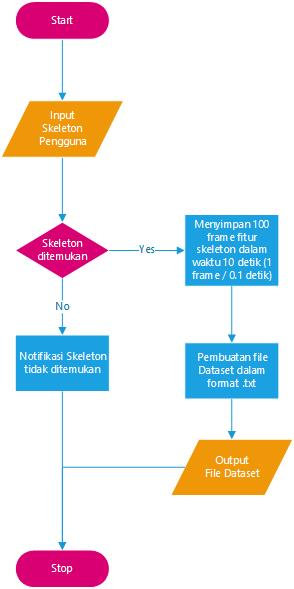 Start
Input
Skeleton
Pengguna
Skeleton
ditemukan
Yes
Menyimpan 100
frame fitur
skeleton dalam
waktu 10 detik (1
frame / 0.1 detik)
No
Notifikasi Skeleton
tidak ditemukan
Pembuatan file
Dataset dalam
format .txt
Output
File Dataset
Stop